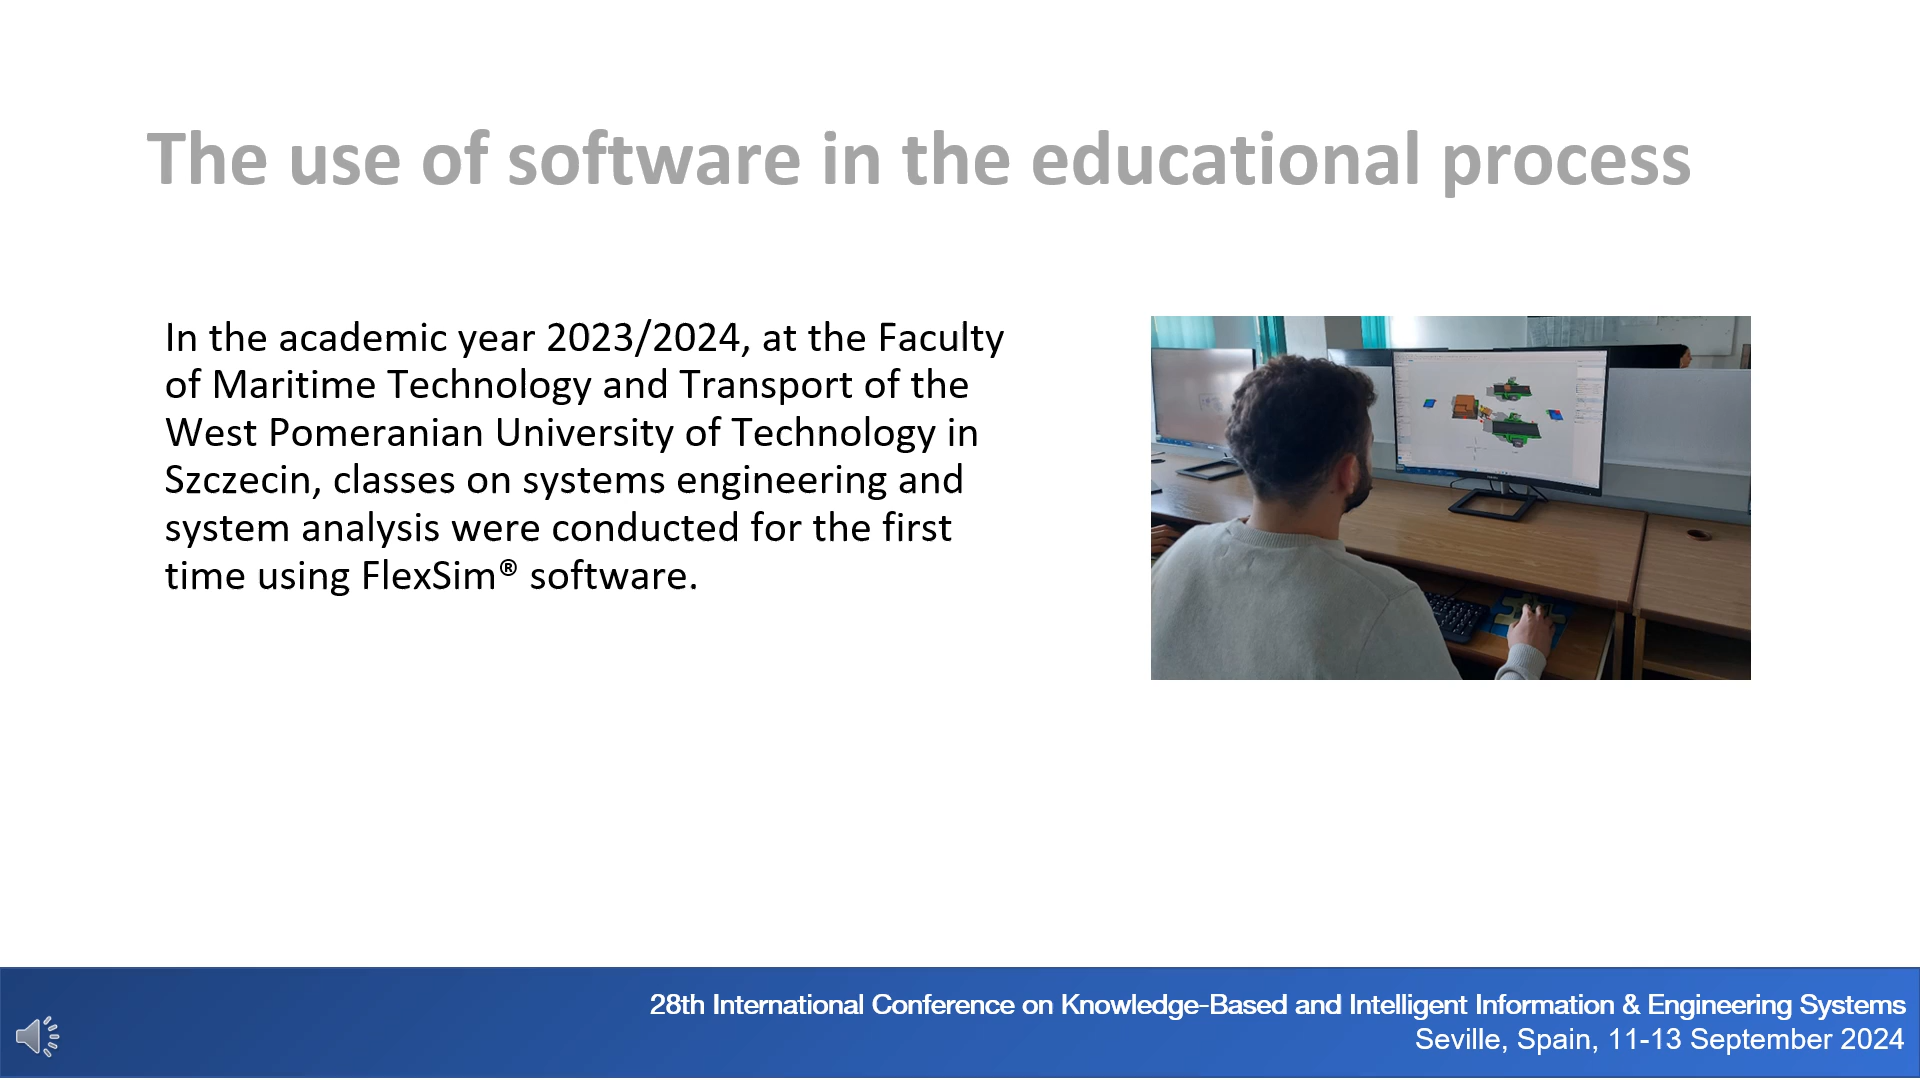 The use of software in the educational process
In the academic year 2023/2024, at the Faculty
of Maritime Technology and Transport of the
West Pomeranian University of Technology in
Szczecin, classes on systems engineering and
system analysis were conducted for the first
time using FlexSim® software.
28th International Conference on Knowledge-Based and Intelligent Information & Engineering Systems
Seville, Spain, 11-13 September 2024